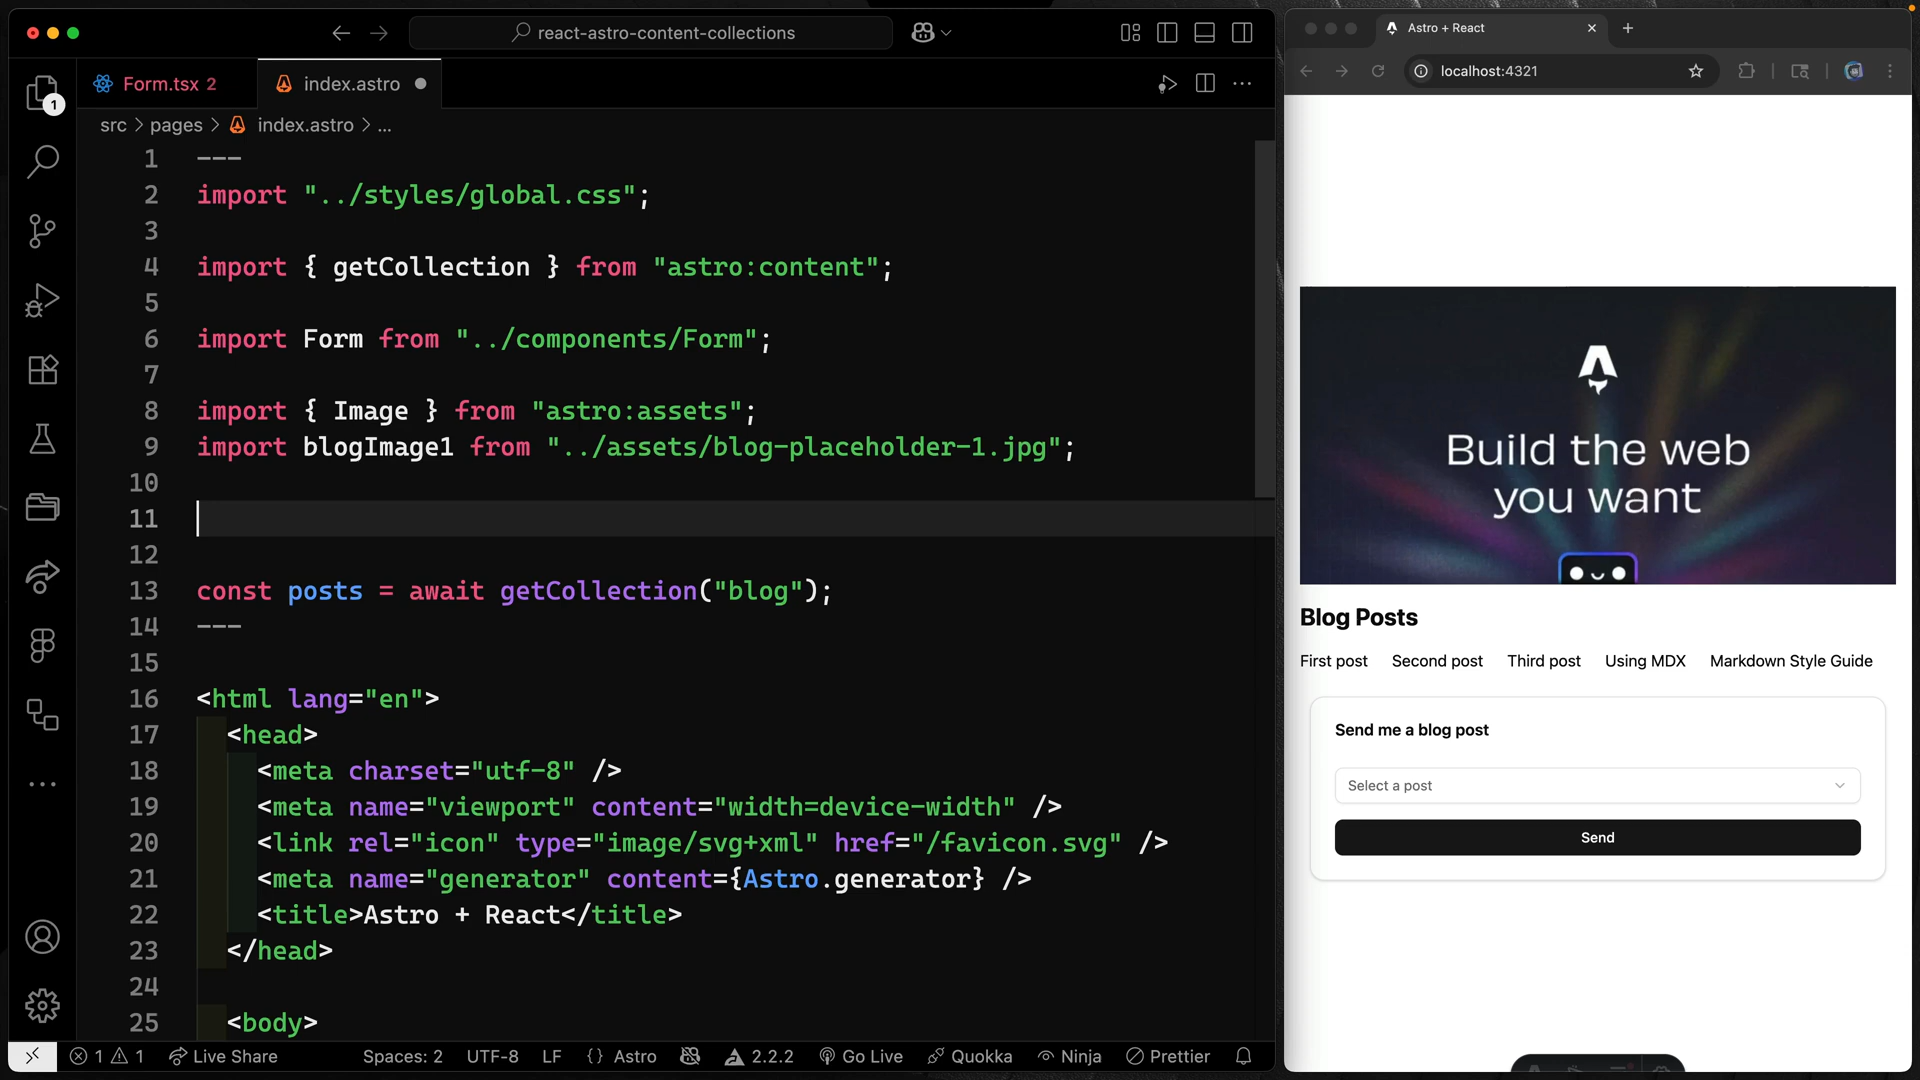 react-astro-content-collections
Form.tsx 2
index.astro
src > pages > index.astro > ...
1
1 ---
2 import "../styles/global.css";
3
4 import { getCollection } from "astro:content";
5
6 import Form from "../components/Form";
7
8 import { Image } from "astro:assets";
9 import blogImage1 from "../assets/blog-placeholder-1.jpg";
10
11
12
13 const posts = await getCollection("blog");
14 ---
15
16 <html lang="en">
17 <head>
18 <meta charset="utf-8" />
19 <meta name="viewport" content="width=device-width" />
20 <link rel="icon" type="image/svg+xml" href="/favicon.svg" />
21 <meta name="generator" content={Astro.generator} />
22 <title>Astro + React</title>
23 </head>
24
25 <body>
1 1 Live Share Spaces: 2 UTF-8 LF {} Astro 2.2.2 Go Live Quokka Ninja Prettier
Astro + React
localhost:4321
Build the web
you want
Blog Posts
First post Second post Third post Using MDX Markdown Style Guide
Send me a blog post
Select a post
Send